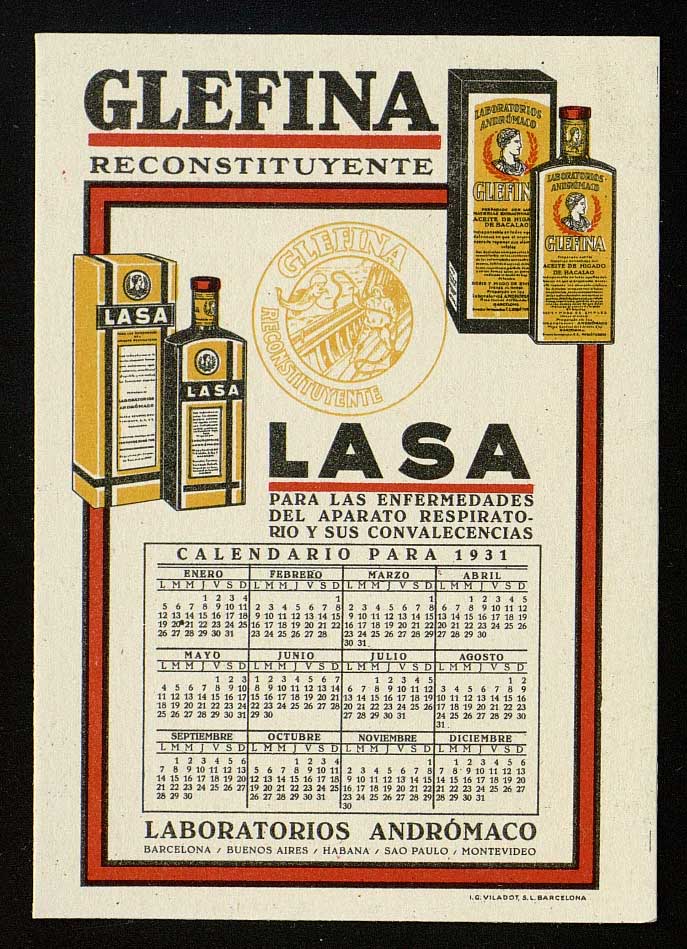 GLEFINA
RECONSTITUYENTE
LABORATORIOS
ANDRÓMACO
GLEFIN
ACEITE DE HIGADO
DE BACALAO
LABORATORIOS
ANDRÓMACO
GLEFINA
ACEITE DE HIGADO
DE BACALAO
GLEFINA
RECONSTITUYENTE
LASA
LABORATORIOS
ANDRÓMACO
LASA
LASA
PARA LAS ENFERMEDADES
DEL APARATO RESPIRATO-
RIO Y SUS CONVALECENCIAS
CALENDARIO PARA 1931
ENERO FEBRERO MARZO ABRIL
L M M J V S D L M M J V S D L M M J V S D L M M J V S D
1 2 3 4 1 1 1 2 3 4 5
5 6 7 8 9 10 11 2 3 4 5 6 7 8 2 3 4 5 6 7 8 6 7 8 9 10 11 12
12 13 14 15 16 17 18 9 10 11 12 13 14 15 9 10 11 12 13 14 15 13 14 15 16 17 18 19
19 20 21 22 23 24 25 16 17 18 19 20 21 22 16 17 18 19 20 21 22 20 21 22 23 24 25 26
26 27 28 29 30 31 23 24 25 26 27 28 23 24 25 26 27 28 29 27 28 29 30
30 31
MAYO JUNIO JULIO AGOSTO
L M M J V S D L M M J V S D L M M J V S D L M M J V S D
1 2 3 1 2 3 4 5 6 7 1 2 3 4 5 1 2
4 5 6 7 8 9 10 8 9 10 11 12 13 14 6 7 8 9 10 11 12 3 4 5 6 7 8 9
11 12 13 14 15 16 17 15 16 17 18 19 20 21 13 14 15 16 17 18 19 10 11 12 13 14 15 16
18 19 20 21 22 23 24 22 23 24 25 26 27 28 20 21 22 23 24 25 26 17 18 19 20 21 22 23
25 26 27 28 29 30 31 29 30 27 28 29 30 31 24 25 26 27 28 29 30
31
SEPTIEMBRE OCTUBRE NOVIEMBRE DICIEMBRE
L M M J V S D L M M J V S D L M M J V S D L M M J V S D
1 2 3 4 5 6 1 2 3 4 1 1 2 3 4 5 6
7 8 9 10 11 12 13 5 6 7 8 9 10 11 2 3 4 5 6 7 8 7 8 9 10 11 12 13
14 15 16 17 18 19 20 12 13 14 15 16 17 18 9 10 11 12 13 14 15 14 15 16 17 18 19 20
21 22 23 24 25 26 27 19 20 21 22 23 24 25 16 17 18 19 20 21 22 21 22 23 24 25 26 27
28 29 30 26 27 28 29 30 31 23 24 25 26 27 28 29 28 29 30 31
30
LABORATORIOS ANDRÓMACO
BARCELONA / BUENOS AIRES / HABANA / SAO PAULO / MONTEVIDEO
I.G. VILADOT, S.L. BARCELONA